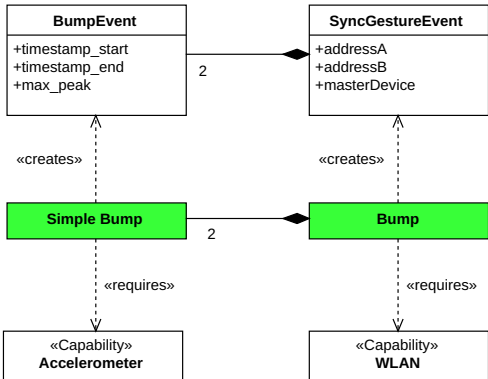 BumpEvent
+timestamp_start
+timestamp_end
+max_peak
2
SyncGestureEvent
+addressA
+addressB
+masterDevice
«creates»
«creates»
Simple Bump
2
Bump
«requires»
«requires»
«Capability»
Accelerometer
«Capability»
WLAN